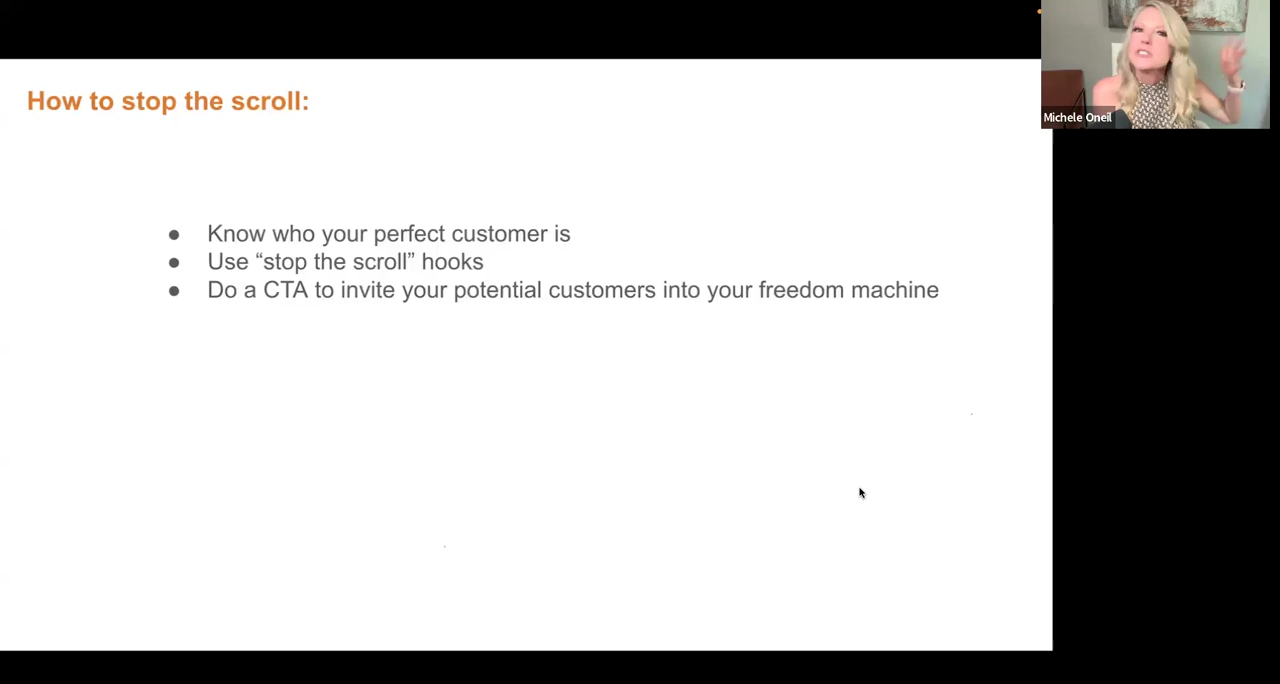 How to stop the scroll:
Michele Oneil
● Know who your perfect customer is
● Use “stop the scroll” hooks
● Do a CTA to invite your potential customers into your freedom machine